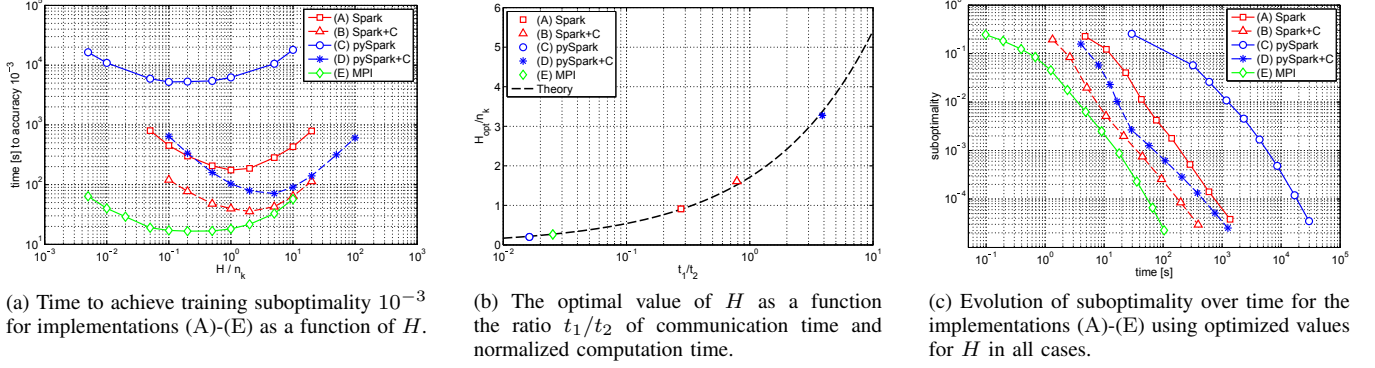 10^5
10^4
10^3
10^2
10^1
10^-3
10^-2
10^-1
10^0
10^1
10^2
10^3
time [s] to accuracy 10^-3
H / n_k
(A) Spark
(B) Spark+C
(C) pySpark
(D) pySpark+C
(E) MPI
(a) Time to achieve training suboptimality 10^−3
for implementations (A)-(E) as a function of H.
6
5
4
3
2
1
0
10^-1
10^0
10^1
H_opt/n_k
t_1/t_2
(A) Spark
(B) Spark+C
(C) pySpark
(D) pySpark+C
(E) MPI
Theory
(b) The optimal value of H as a function
the ratio t_1/t_2 of communication time and
normalized computation time.
10^-1
10^-2
10^-3
10^-4
10^-1
10^0
10^1
10^2
10^3
10^4
10^5
suboptimality
time [s]
(A) Spark
(B) Spark+C
(C) pySpark
(D) pySpark+C
(E) MPI
(c) Evolution of suboptimality over time for the
implementations (A)-(E) using optimized values
for H in all cases.